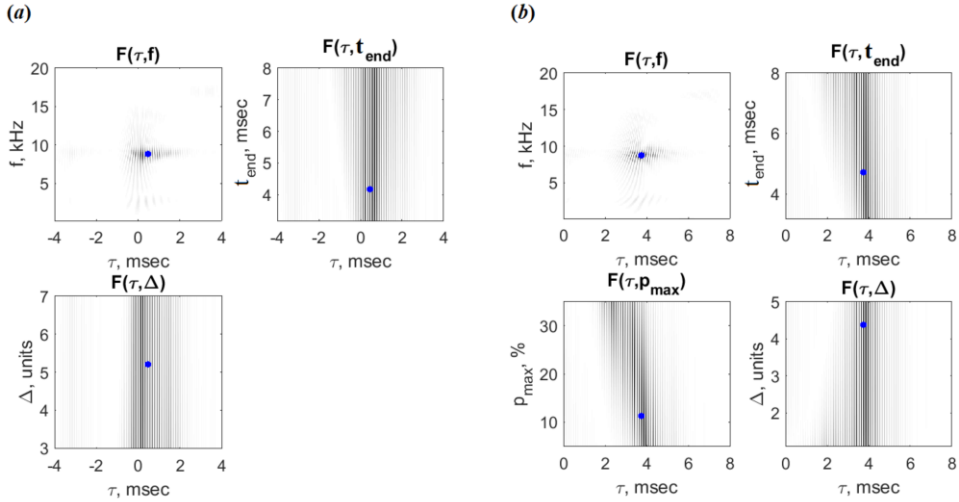 (a)
F(τ,f)
F(τ,t_end)
20
15
10
5
f, kHz
-4 -2 0 2 4
τ, msec
8
7
6
5
4
t_end, msec
-4 -2 0 2 4
τ, msec
F(τ,Δ)
7
6
5
4
3
Δ, units
-4 -2 0 2 4
τ, msec
(b)
F(τ,f)
F(τ,t_end)
20
15
10
5
f, kHz
0 2 4 6 8
τ, msec
8
7
6
5
4
t_end, msec
0 2 4 6 8
τ, msec
F(τ,p_max)
F(τ,Δ)
30
20
10
p_max, %
0 2 4 6 8
τ, msec
5
4
3
2
Δ, units
0 2 4 6 8
τ, msec